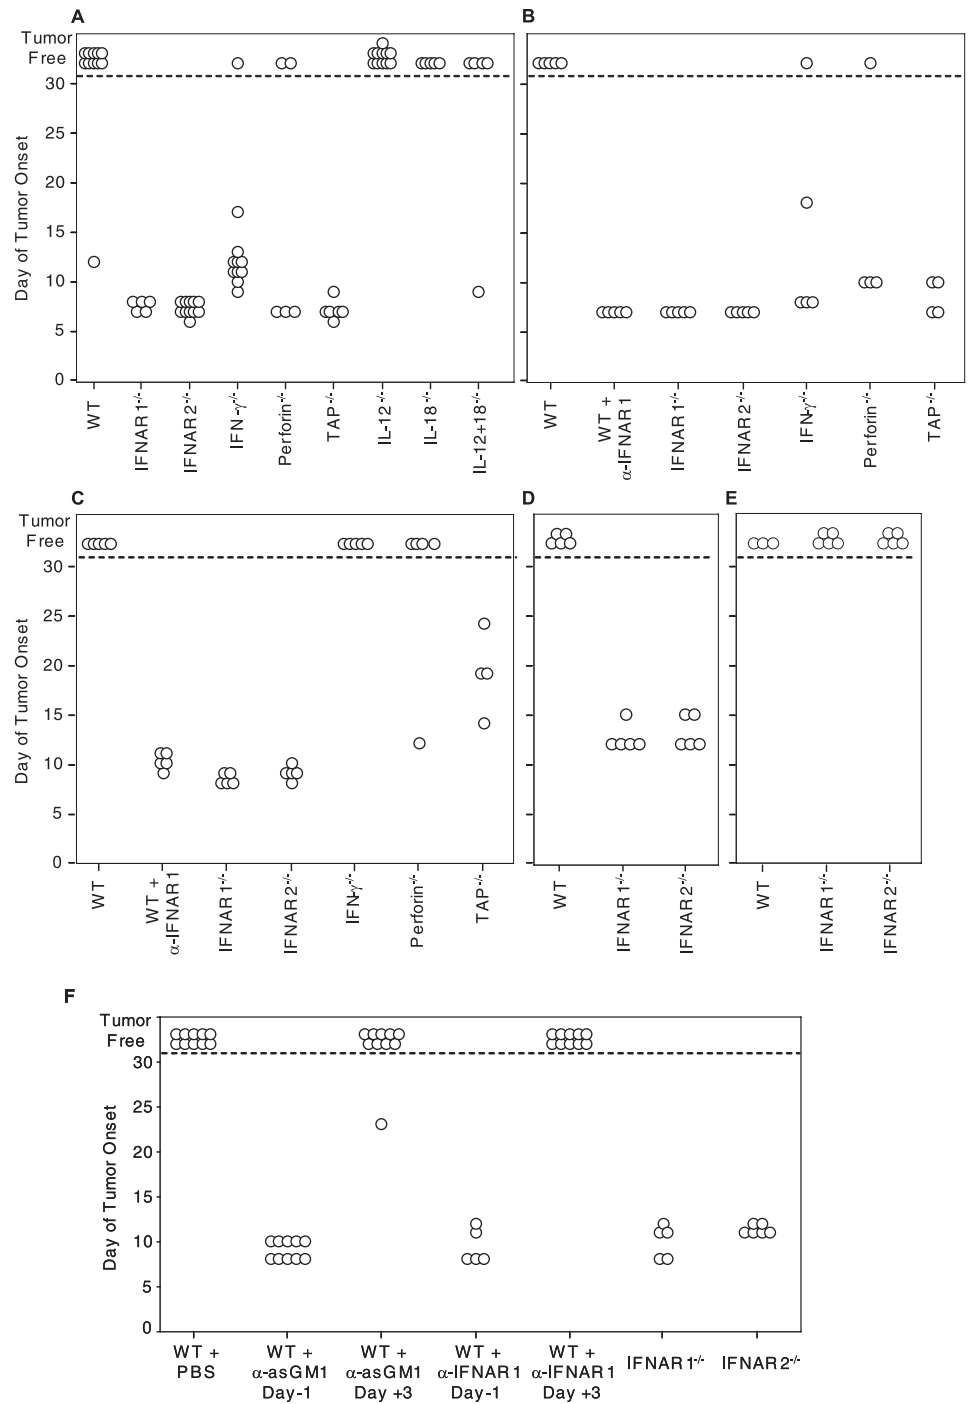 A
B
Tumor
Free
Day of Tumor Onset
30
25
20
15
10
5
0
WT
IFNAR1-/-
IFNAR2-/-
IFN-γ-/-
Perforin-/-
TAP-/-
IL-12-/-
IL-18-/-
IL-12+18-/-
WT
WT +
α-IFNAR1
IFNAR1-/-
IFNAR2-/-
IFN-γ-/-
Perforin-/-
TAP-/-
C
D
E
Tumor
Free
Day of Tumor Onset
30
25
20
15
10
5
0
WT
WT +
α-IFNAR1
IFNAR1-/-
IFNAR2-/-
IFN-γ-/-
Perforin-/-
TAP-/-
WT
IFNAR1-/-
IFNAR2-/-
WT
IFNAR1-/-
IFNAR2-/-
F
Tumor
Free
Day of Tumor Onset
30
25
20
15
10
5
0
WT +
PBS
WT +
α-asGM1
Day-1
WT +
α-asGM1
Day +3
WT +
α-IFNAR1
Day-1
WT +
α-IFNAR1
Day +3
IFNAR1-/-
IFNAR2-/-